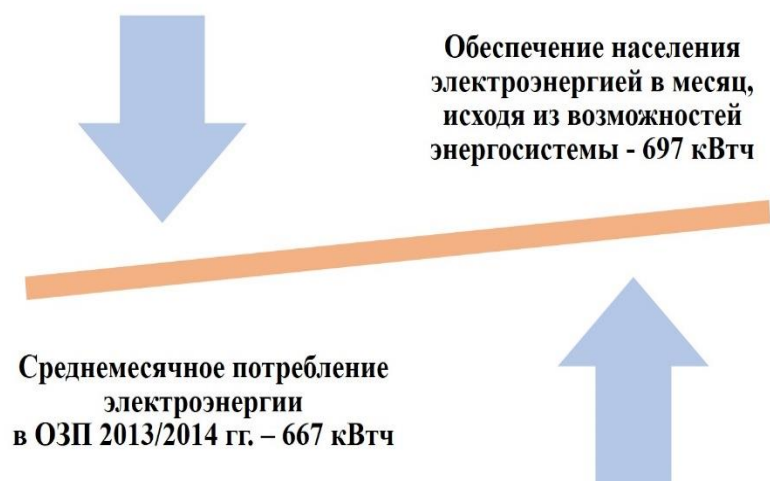 Обеспечение населения
электроэнергией в месяц,
исходя из возможностей
энергосистемы - 697 кВтч
Среднемесячное потребление
электроэнергии
в ОЗП 2013/2014 гг. – 667 кВтч